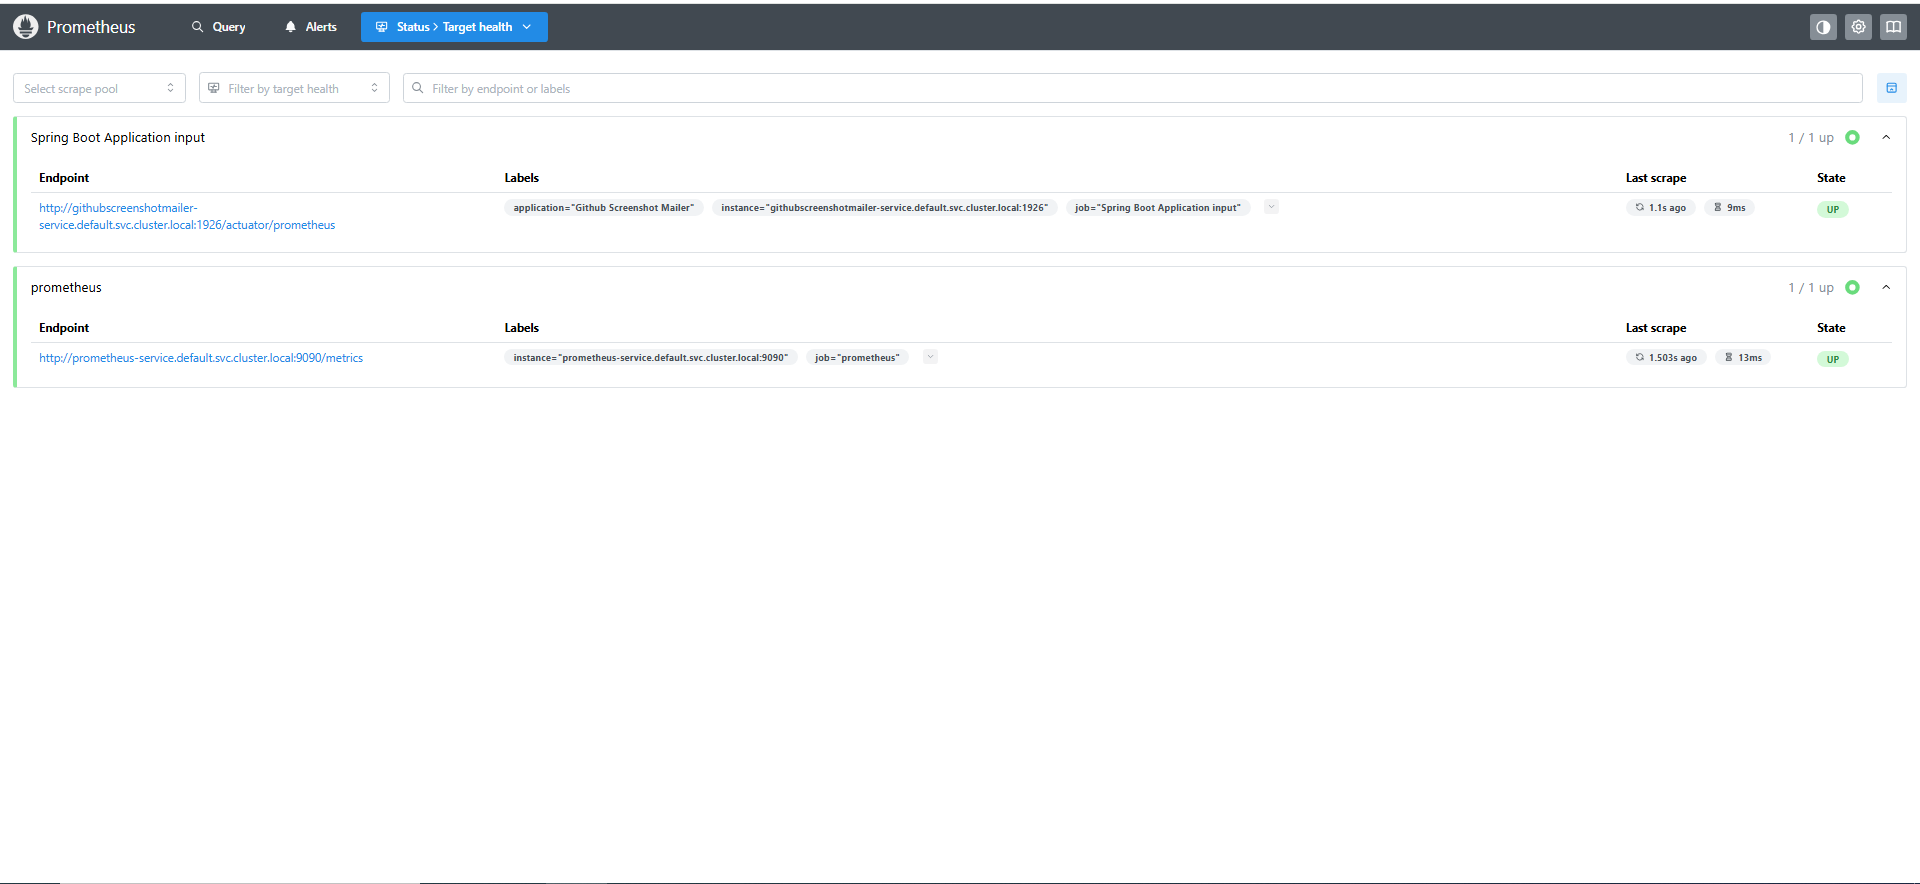 Prometheus Query Alerts Status > Target health
Select scrape pool Filter by target health Filter by endpoint or labels
Spring Boot Application input 1 / 1 up
Endpoint Labels Last scrape State
http://githubscreenshotmailer-
service.default.svc.cluster.local:1926/actuator/prometheus
application="Github Screenshot Mailer" instance="githubscreenshotmailer-service.default.svc.cluster.local:1926" job="Spring Boot Application input" 1.1s ago 9ms UP
prometheus 1 / 1 up
Endpoint Labels Last scrape State
http://prometheus-service.default.svc.cluster.local:9090/metrics instance="prometheus-service.default.svc.cluster.local:9090" job="prometheus" 1.503s ago 13ms UP